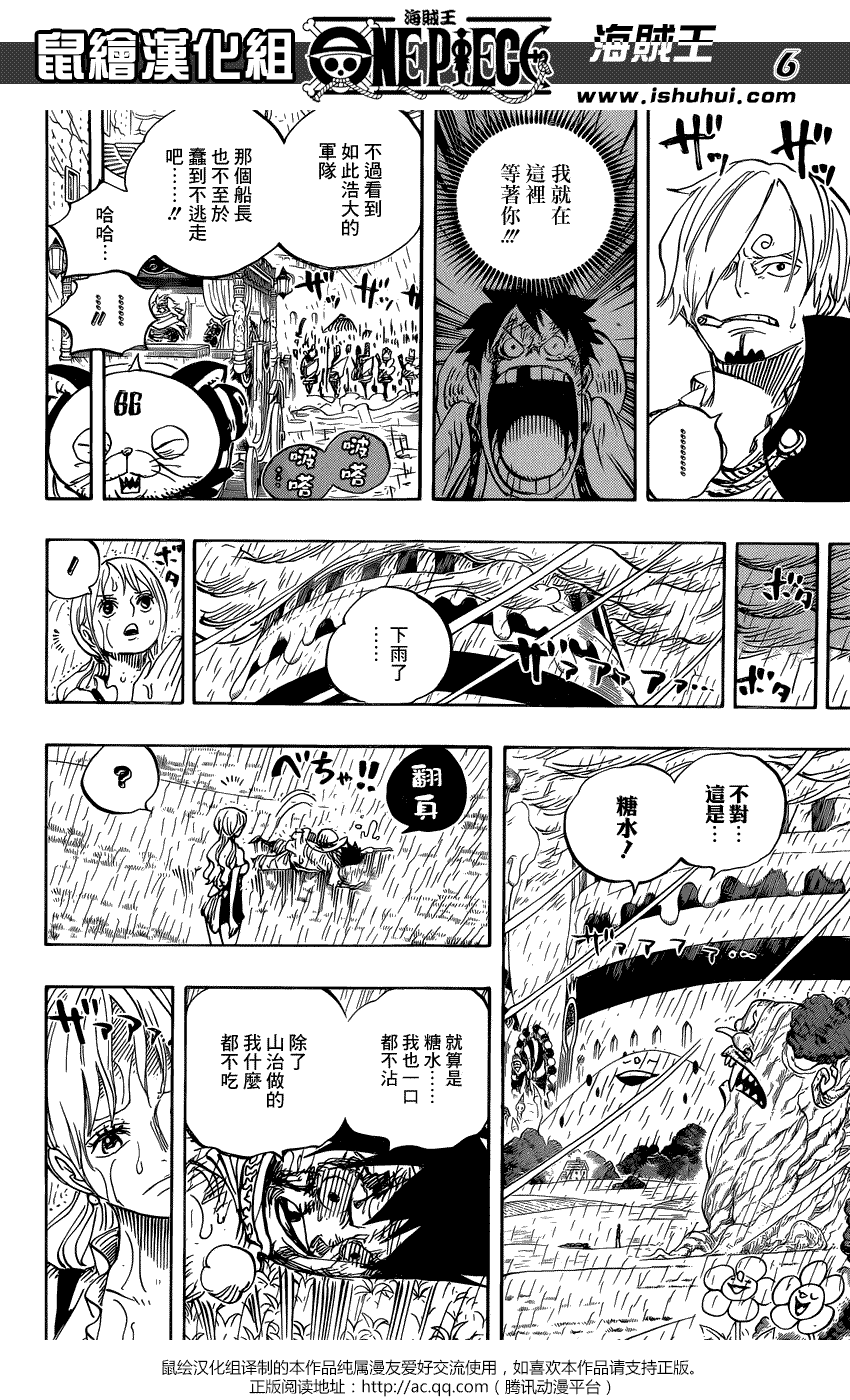 鼠繪漢化組
海賊王
ONE PIECE
海賊王
6
www.ishuhui.com
ザッ
ザッ
…………
我就在
這裡
等著你!!!
不過看到
如此浩大的
軍隊
那個船長
也不至於
蠢到不逃走
吧……!!
ザッ
ザッ
啵嗒
啵嗒
…
哈哈…
66
ボタ
ボタ
下雨了
……
ザァァァァァ…
ボタ
!
不對…
這是…
糖水!
ザァァァァ…
べちゃ!!
翻身
?
就算是
糖水……
我也一口
都不沾
除了
山治做的
我什麼
都不吃
ザァァァ
鼠绘汉化组译制的本作品纯属漫友爱好交流使用，如喜欢本作品请支持正版。
正版阅读地址：http://ac.qq.com（腾讯动漫平台）